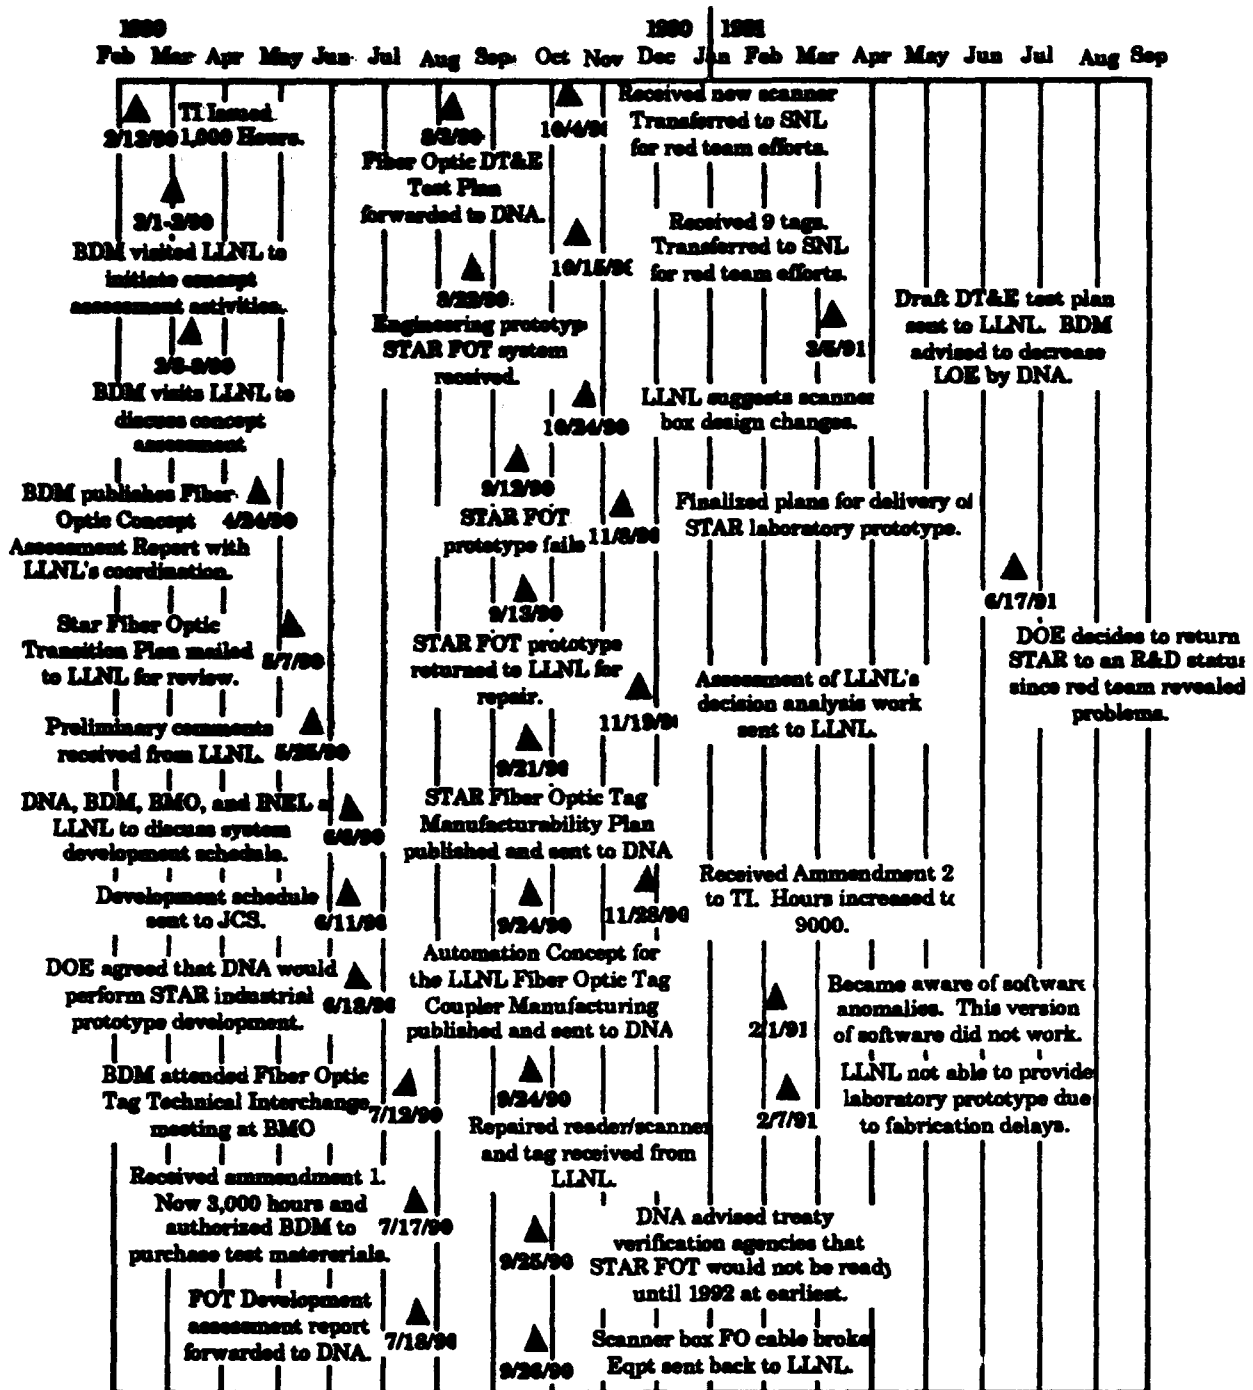 1990 1990 1991
Feb Mar Apr May Jun Jul Aug Sep Oct Nov Dec Jan Feb Mar Apr May Jun Jul Aug Sep
TI Issued
2/12/90 1,000 Hours.
BDM visited LLNL to
initiate concept
assessment activities.
BDM visits LLNL to
discuss concept
assessment
BDM publishes Fiber
Optic Concept 4/24/90
Assessment Report with
LLNL's coordination.
Star Fiber Optic
Transition Plan mailed 5/7/90
to LLNL for review.
Preliminary comments
received from LLNL. 5/25/90
DNA, BDM, BMO, and INEL a
LLNL to discuss system 6/6/90
development schedule.
Development schedule
sent to JCS. 6/11/90
DOE agreed that DNA would
perform STAR industrial 6/18/90
prototype development.
BDM attended Fiber Optic
Tag Technical Interchange 7/12/90
meeting at BMO
Received ammendment 1.
Now 3,000 hours and
authorized BDM to 7/17/90
purchase test matererials.
FOT Development
assessment report 7/18/90
forwarded to DNA.
Fiber Optic DT&E
Test Plan
forwarded to DNA.
8/22/90
Engineering prototyp
STAR FOT system
received.
9/12/90
STAR FOT
prototype fails
9/13/90
STAR FOT prototype
returned to LLNL for
repair.
9/21/90
STAR Fiber Optic Tag
Manufacturability Plan
published and sent to DNA
9/24/90
Automation Concept for
the LLNL Fiber Optic Tag
Coupler Manufacturing
published and sent to DNA
9/24/90
Repaired reader/scanner
and tag received from
LLNL.
9/25/90
DNA advised treaty
verification agencies that
STAR FOT would not be ready
until 1992 at earliest.
9/26/90
Scanner box FO cable broke
Eqpt sent back to LLNL.
10/4/90
Received new scanner
Transferred to SNL
for red team efforts.
10/15/90
Received 9 tags.
Transferred to SNL
for red team efforts.
10/24/90
LLNL suggests scanner
box design changes.
11/8/90
Finalized plans for delivery of
STAR laboratory prototype.
11/19/90
Assessment of LLNL's
decision analysis work
sent to LLNL.
11/28/90
Received Ammendment 2
to TI. Hours increased to
9000.
2/1/91
Became aware of software
anomalies. This version
of software did not work.
2/7/91
LLNL not able to provide
laboratory prototype due
to fabrication delays.
3/5/91
Draft DT&E test plan
sent to LLNL. BDM
advised to decrease
LOE by DNA.
6/17/91
DOE decides to return
STAR to an R&D status
since red team revealed
problems.